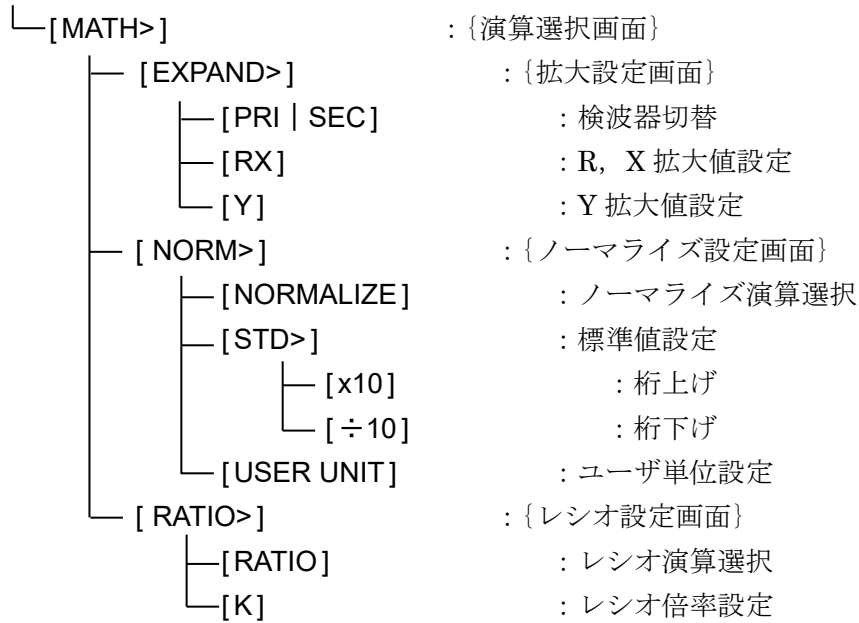 [MATH>] : {演算選択画面}
[EXPAND>] : {拡大設定画面}
[PRI | SEC] : 検波器切替
[RX] : R, X 拡大値設定
[Y] : Y 拡大値設定
[ NORM>] : {ノーマライズ設定画面}
[NORMALIZE] : ノーマライズ演算選択
[STD>] : 標準値設定
[x10] : 桁上げ
[÷10] : 桁下げ
[USER UNIT] : ユーザ単位設定
[ RATIO>] : {レシオ設定画面}
[RATIO] : レシオ演算選択
[K] : レシオ倍率設定